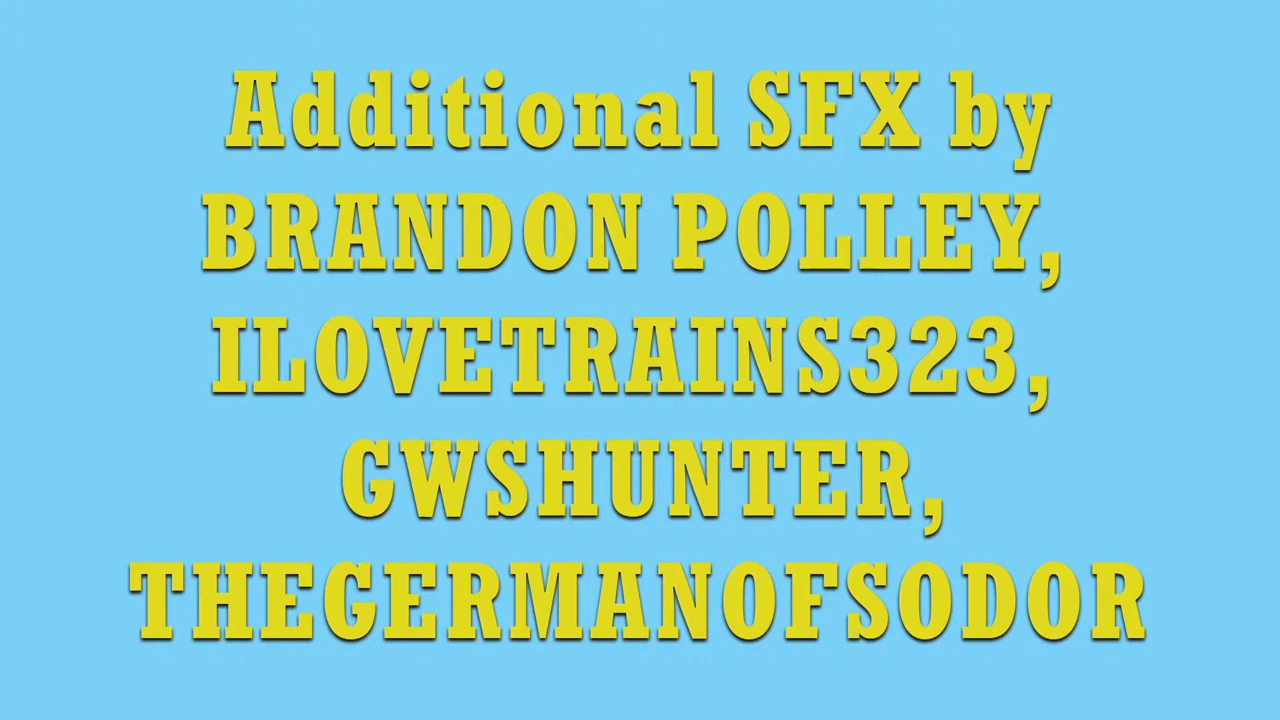 Additional SFX by
BRANDON POLLEY,
ILOVETRAINS323,
GWSHUNTER,
THEGERMANOFSODOR